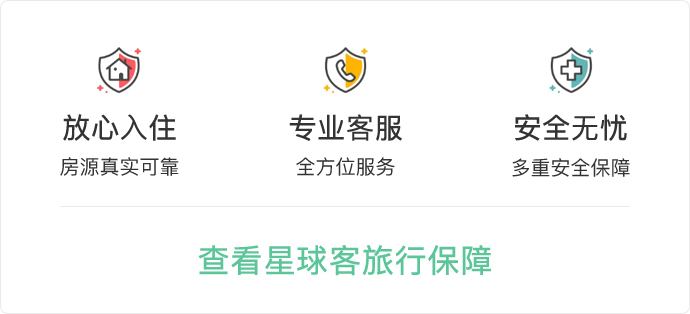 放心入住
房源真实可靠
专业客服
全方位服务
安全无忧
多重安全保障
查看星球客旅行保障